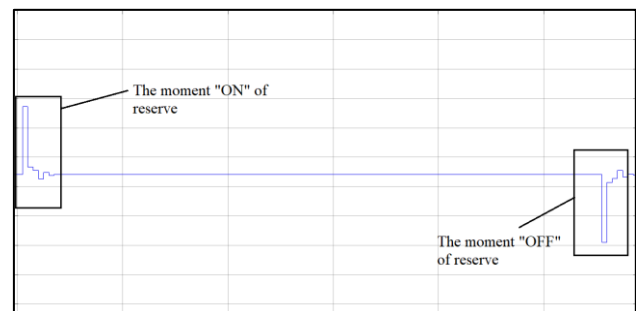 The moment "ON" of
reserve
The moment "OFF"
of reserve